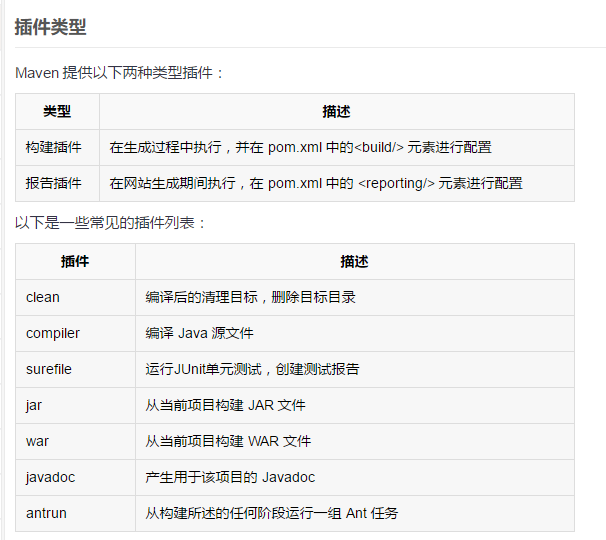 插件类型
Maven 提供以下两种类型插件：
类型 描述
构建插件 在生成过程中执行，并在 pom.xml 中的<build/> 元素进行配置
报告插件 在网站生成期间执行，在 pom.xml 中的 <reporting/> 元素进行配置
以下是一些常见的插件列表：
插件 描述
clean 编译后的清理目标，删除目标目录
compiler 编译 Java 源文件
surefile 运行JUnit单元测试，创建测试报告
jar 从当前项目构建 JAR 文件
war 从当前项目构建 WAR 文件
javadoc 产生用于该项目的 Javadoc
antrun 从构建所述的任何阶段运行一组 Ant 任务